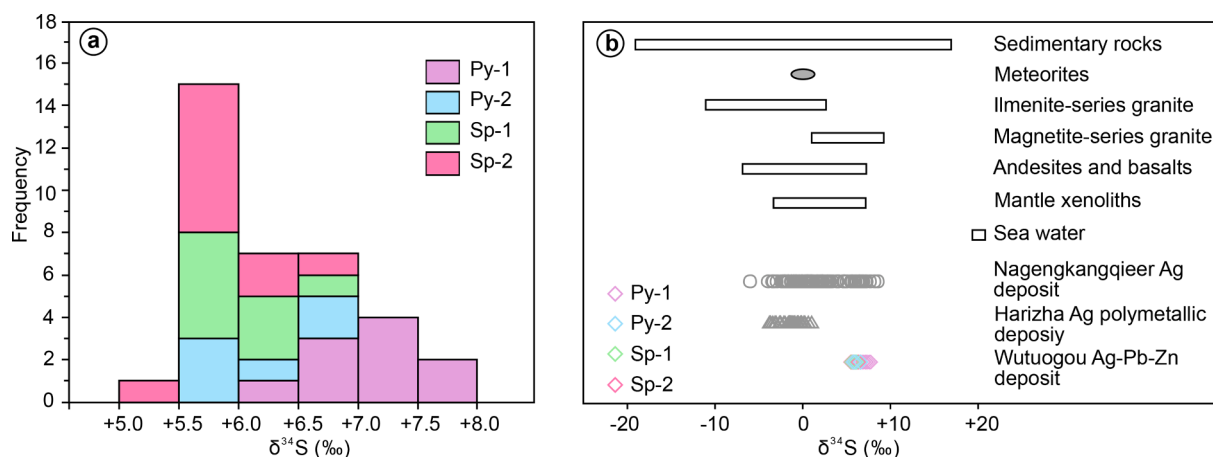 a
18
16
14
12
10
8
6
4
2
0
Frequency
Py-1
Py-2
Sp-1
Sp-2
+5.0 +5.5 +6.0 +6.5 +7.0 +7.5 +8.0
δ³⁴S (‰)
b
Sedimentary rocks
Meteorites
Ilmenite-series granite
Magnetite-series granite
Andesites and basalts
Mantle xenoliths
Sea water
Nagengkangqieer Ag
deposit
Harizha Ag polymetallic
deposiy
Wutuogou Ag-Pb-Zn
deposit
Py-1
Py-2
Sp-1
Sp-2
-20 -10 0 +10 +20
δ³⁴S (‰)